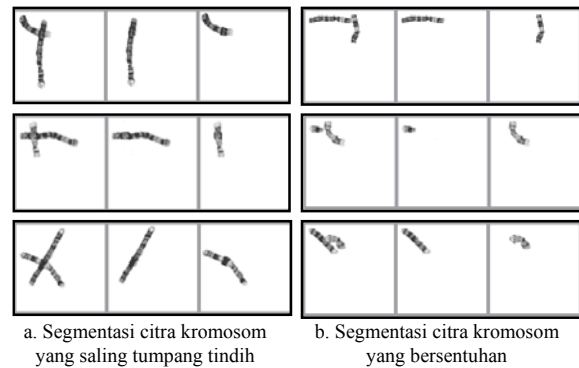 a. Segmentasi citra kromosom
yang saling tumpang tindih
b. Segmentasi citra kromosom
yang bersentuhan